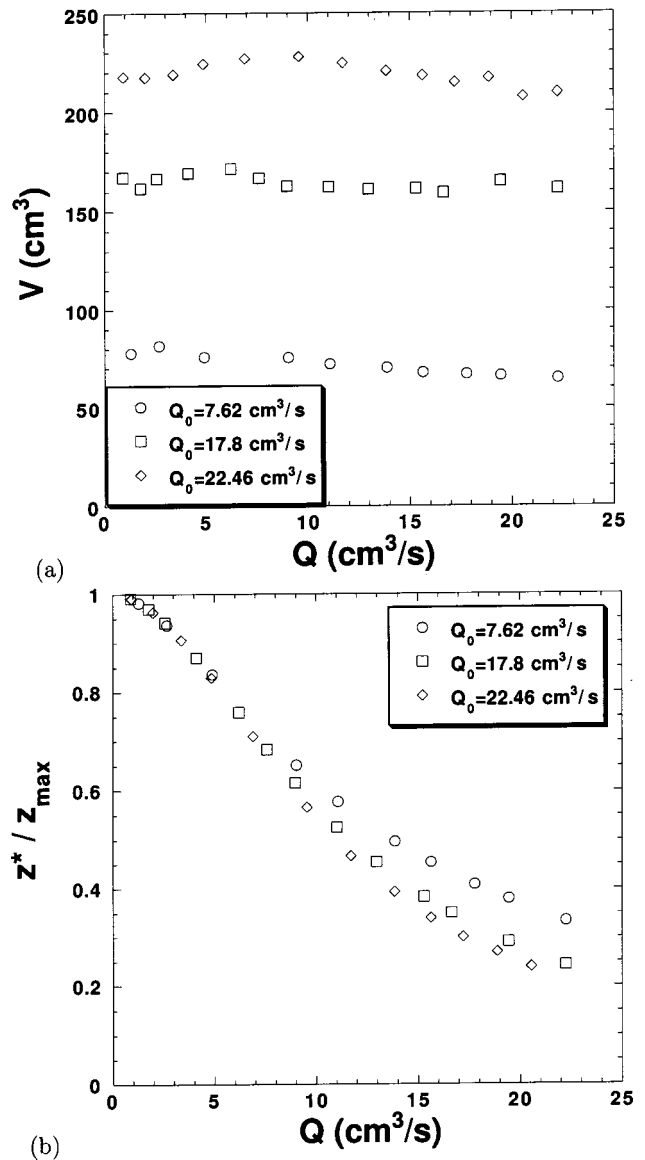 250
200
150
100
50
0
V (cm³)
○ Q₀=7.62 cm³/s
□ Q₀=17.8 cm³/s
◇ Q₀=22.46 cm³/s
0 5 10 15 20 25
Q (cm³/s)
(a)
1
0.8
0.6
0.4
0.2
0
z* / z_max
○ Q₀=7.62 cm³/s
□ Q₀=17.8 cm³/s
◇ Q₀=22.46 cm³/s
0 5 10 15 20 25
Q (cm³/s)
(b)